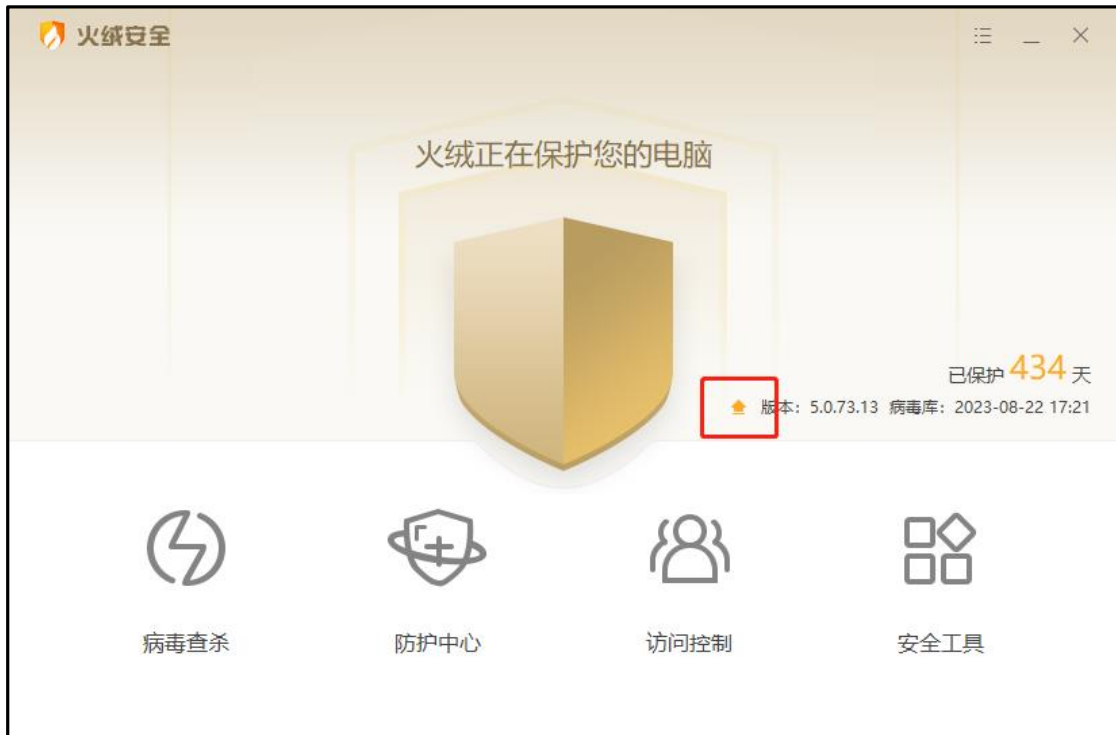 火绒安全
火绒正在保护您的电脑
已保护 434 天
版本：5.0.73.13 病毒库：2023-08-22 17:21
病毒查杀
防护中心
访问控制
安全工具